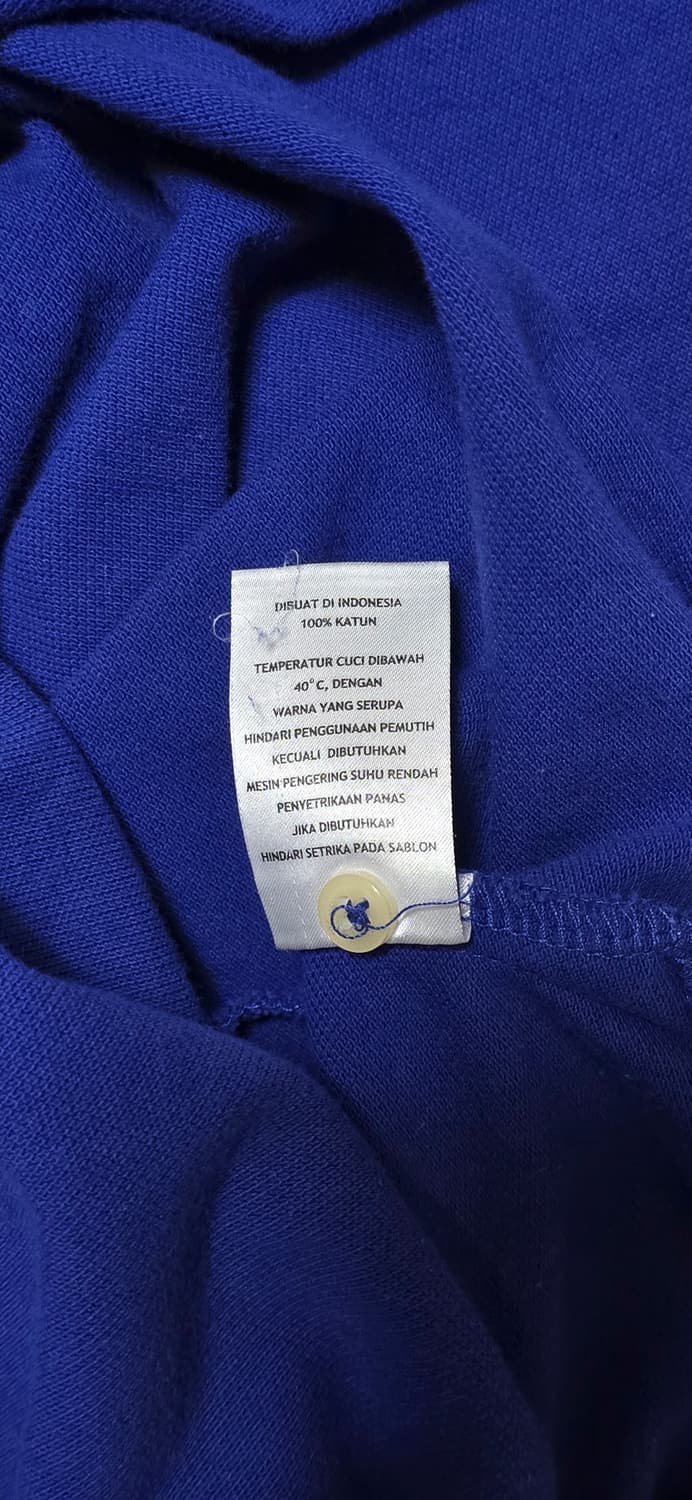 DIBUAT DI INDONESIA
100% KATUN
TEMPERATUR CUCI DIBAWAH
40°C, DENGAN
WARNA YANG SERUPA
HINDARI PENGGUNAAN PEMUTIH
KECUALI DIBUTUHKAN
MESIN PENGERING SUHU RENDAH
PENYETRIKAAN PANAS
JIKA DIBUTUHKAN
HINDARI SETRIKA PADA SABLON